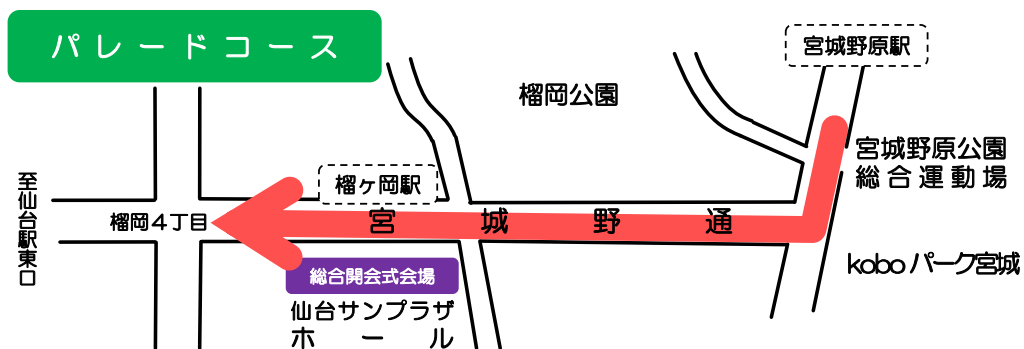 パレードコース
宮城野原駅
榴岡公園
宮城野原公園
総合運動場
榴ヶ岡駅
至仙台駅東口
榴岡4丁目
宮城野通
総合開会式会場
仙台サンプラザ
ホール
koboパーク宮城